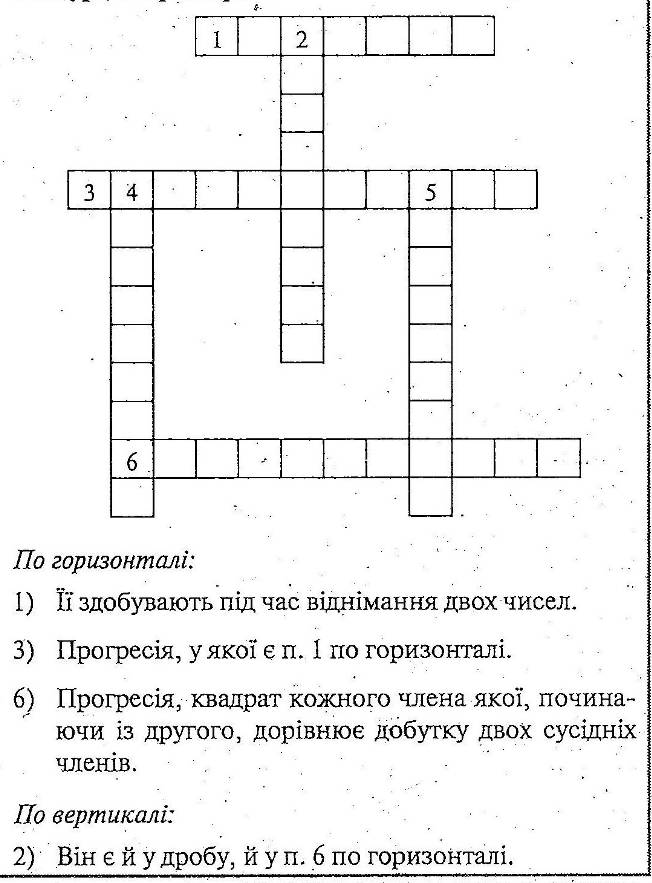 1 2
3 4 5
6
По горизонталі:
1) Її здобувають під час віднімання двох чисел.
3) Прогресія, у якої є п. 1 по горизонталі.
6) Прогресія, квадрат кожного члена якої, почина-
ючи із другого, дорівнює добутку двох сусідніх
членів.
По вертикалі:
2) Він є й у дробу, й у п. 6 по горизонталі.